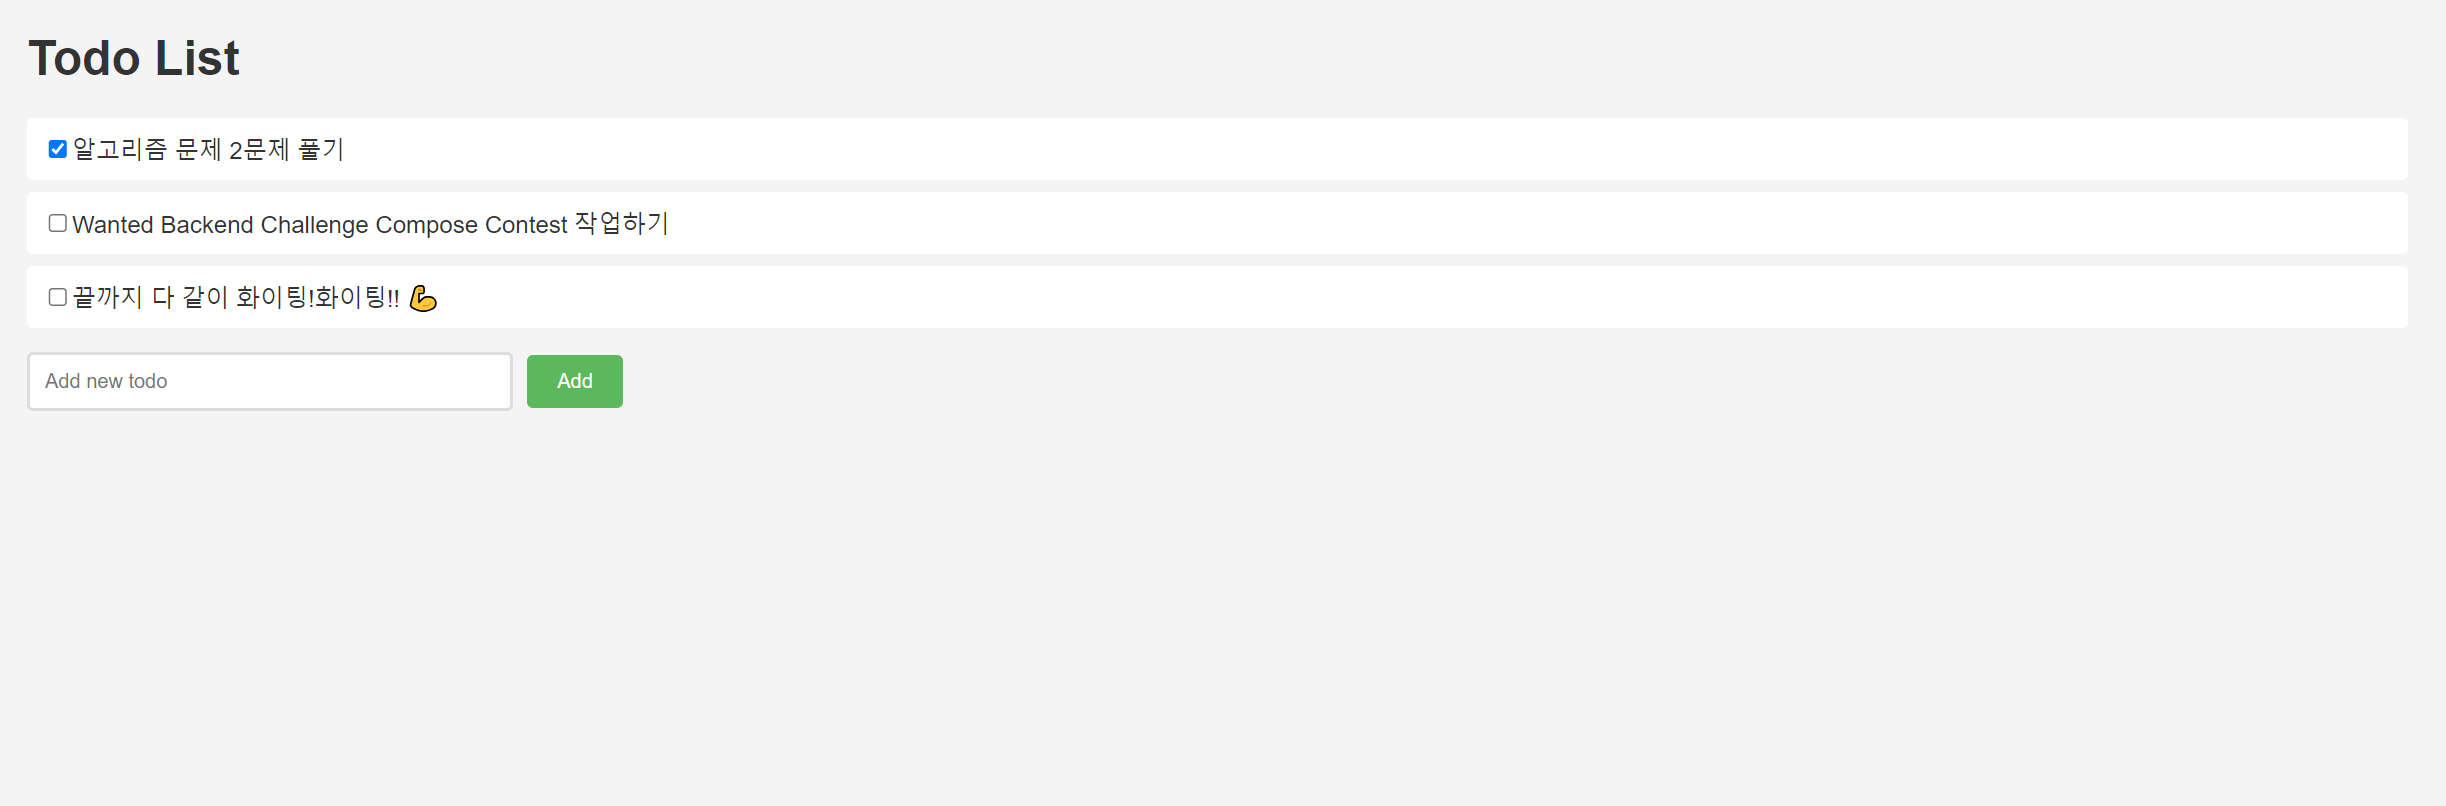 Todo List
알고리즘 문제 2문제 풀기
Wanted Backend Challenge Compose Contest 작업하기
끝까지 다 같이 화이팅!화이팅!! 💪
Add new todo
Add